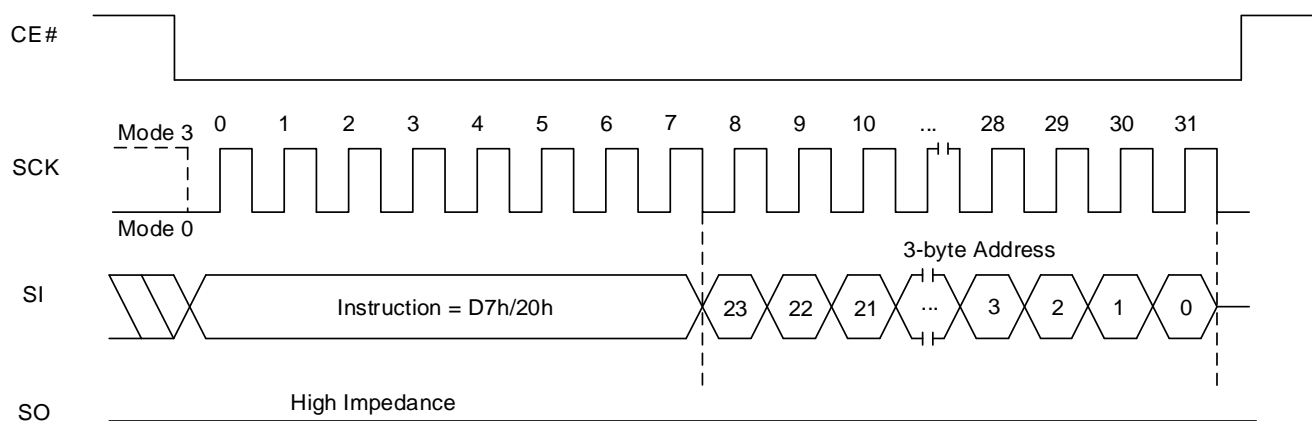 CE#
Mode 3
0 1 2 3 4 5 6 7 8 9 10 ... 28 29 30 31
SCK
Mode 0
3-byte Address
SI
Instruction = D7h/20h
23 22 21 ... 3 2 1 0
High Impedance
SO